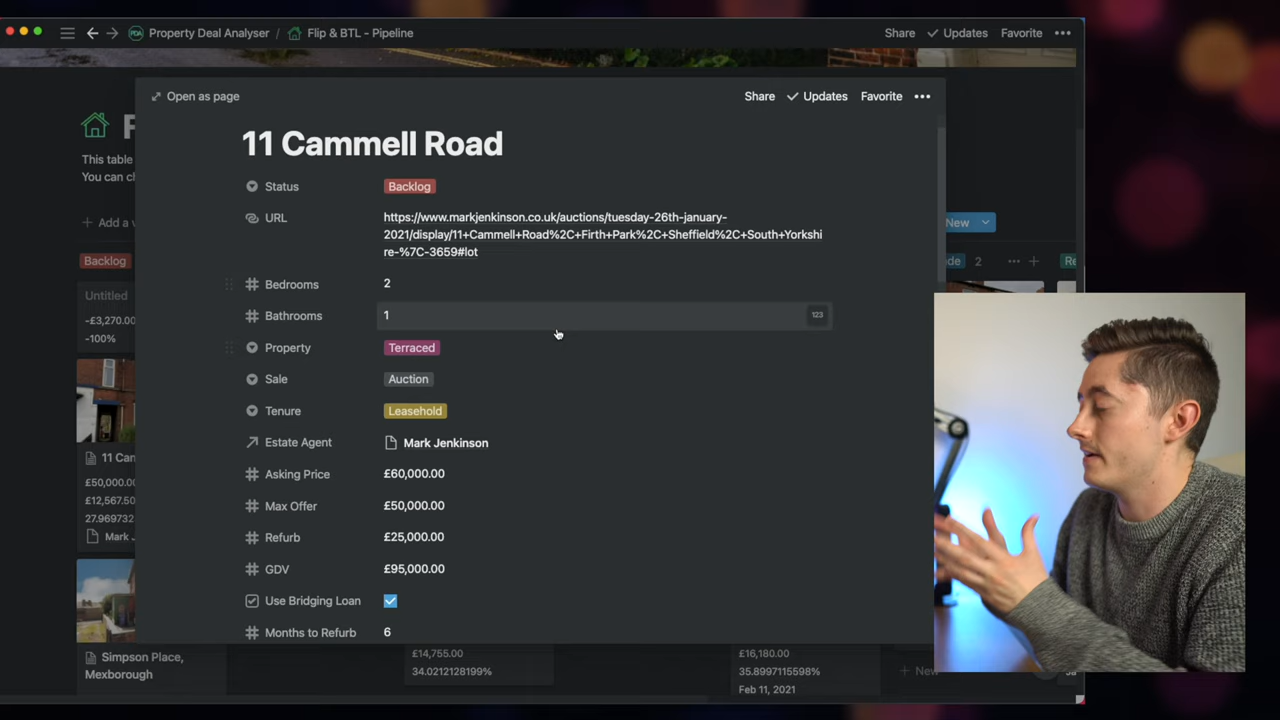 Property Deal Analyser / Flip & BTL - Pipeline
Share
Updates
Favorite
Open as page
Share
Updates
Favorite
F
This table
You can ch
+ Add a v
New
Backlog
de 2
Re
Untitled
-£3,270.00
-100%
11 Can
£50,000.0
£12,567.50
27.969732
Mark
Simpson Place,
Mexborough
11 Cammell Road
Status
Backlog
URL
https://www.markjenkinson.co.uk/auctions/tuesday-26th-january-
2021/display/11+Cammell+Road%2C+Firth+Park%2C+Sheffield%2C+South+Yorkshi
re-%7C-3659#lot
Bedrooms
2
Bathrooms
1
123
Property
Terraced
Sale
Auction
Tenure
Leasehold
Estate Agent
Mark Jenkinson
Asking Price
£60,000.00
Max Offer
£50,000.00
Refurb
£25,000.00
GDV
£95,000.00
Use Bridging Loan
Months to Refurb
6
£14,755.00
34.0212128199%
£16,180.00
35.8997115598%
Feb 11, 2021
+ New